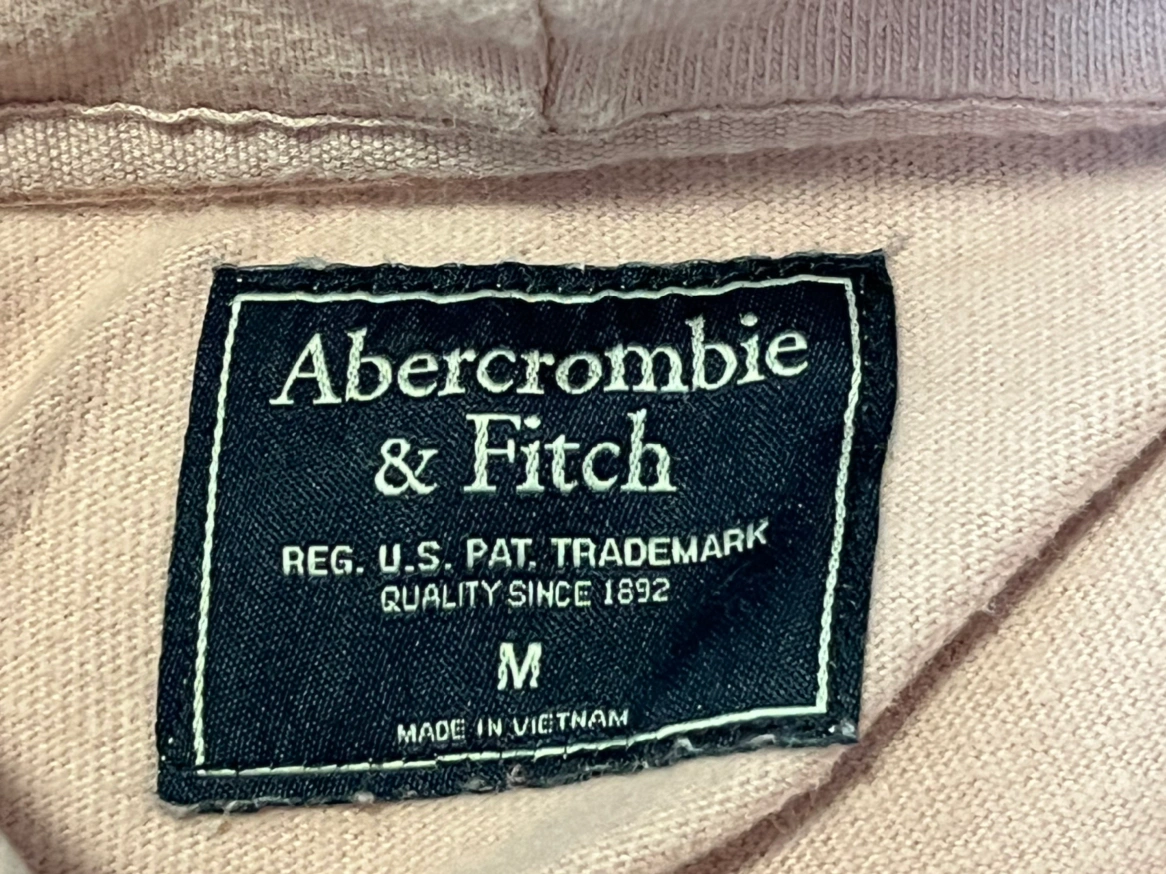 Abercrombie
& Fitch
REG. U.S. PAT. TRADEMARK
QUALITY SINCE 1892
M
MADE IN VIETNAM